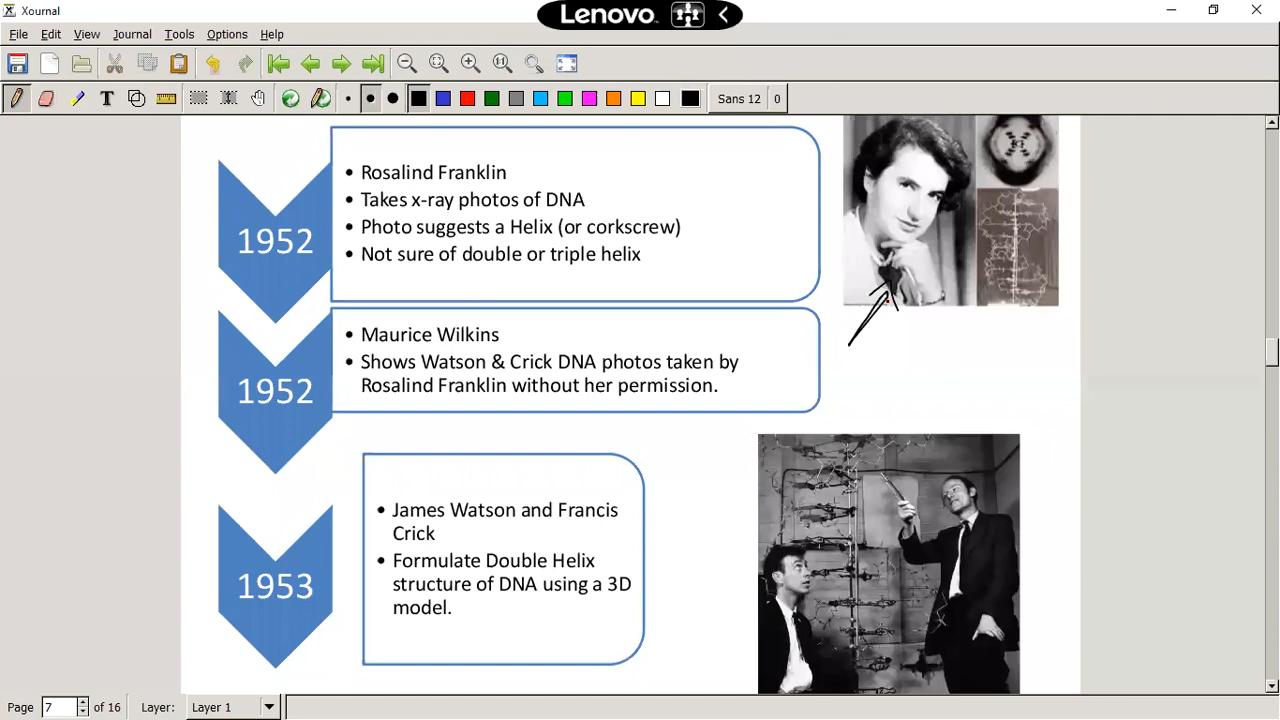 Xournal
Lenovo
File Edit View Journal Tools Options Help
Sans 12 0
Rosalind Franklin
Takes x-ray photos of DNA
Photo suggests a Helix (or corkscrew)
Not sure of double or triple helix
1952
Maurice Wilkins
Shows Watson & Crick DNA photos taken by
Rosalind Franklin without her permission.
1952
James Watson and Francis
Crick
Formulate Double Helix
structure of DNA using a 3D
model.
1953
Page 7 of 16 Layer: Layer 1